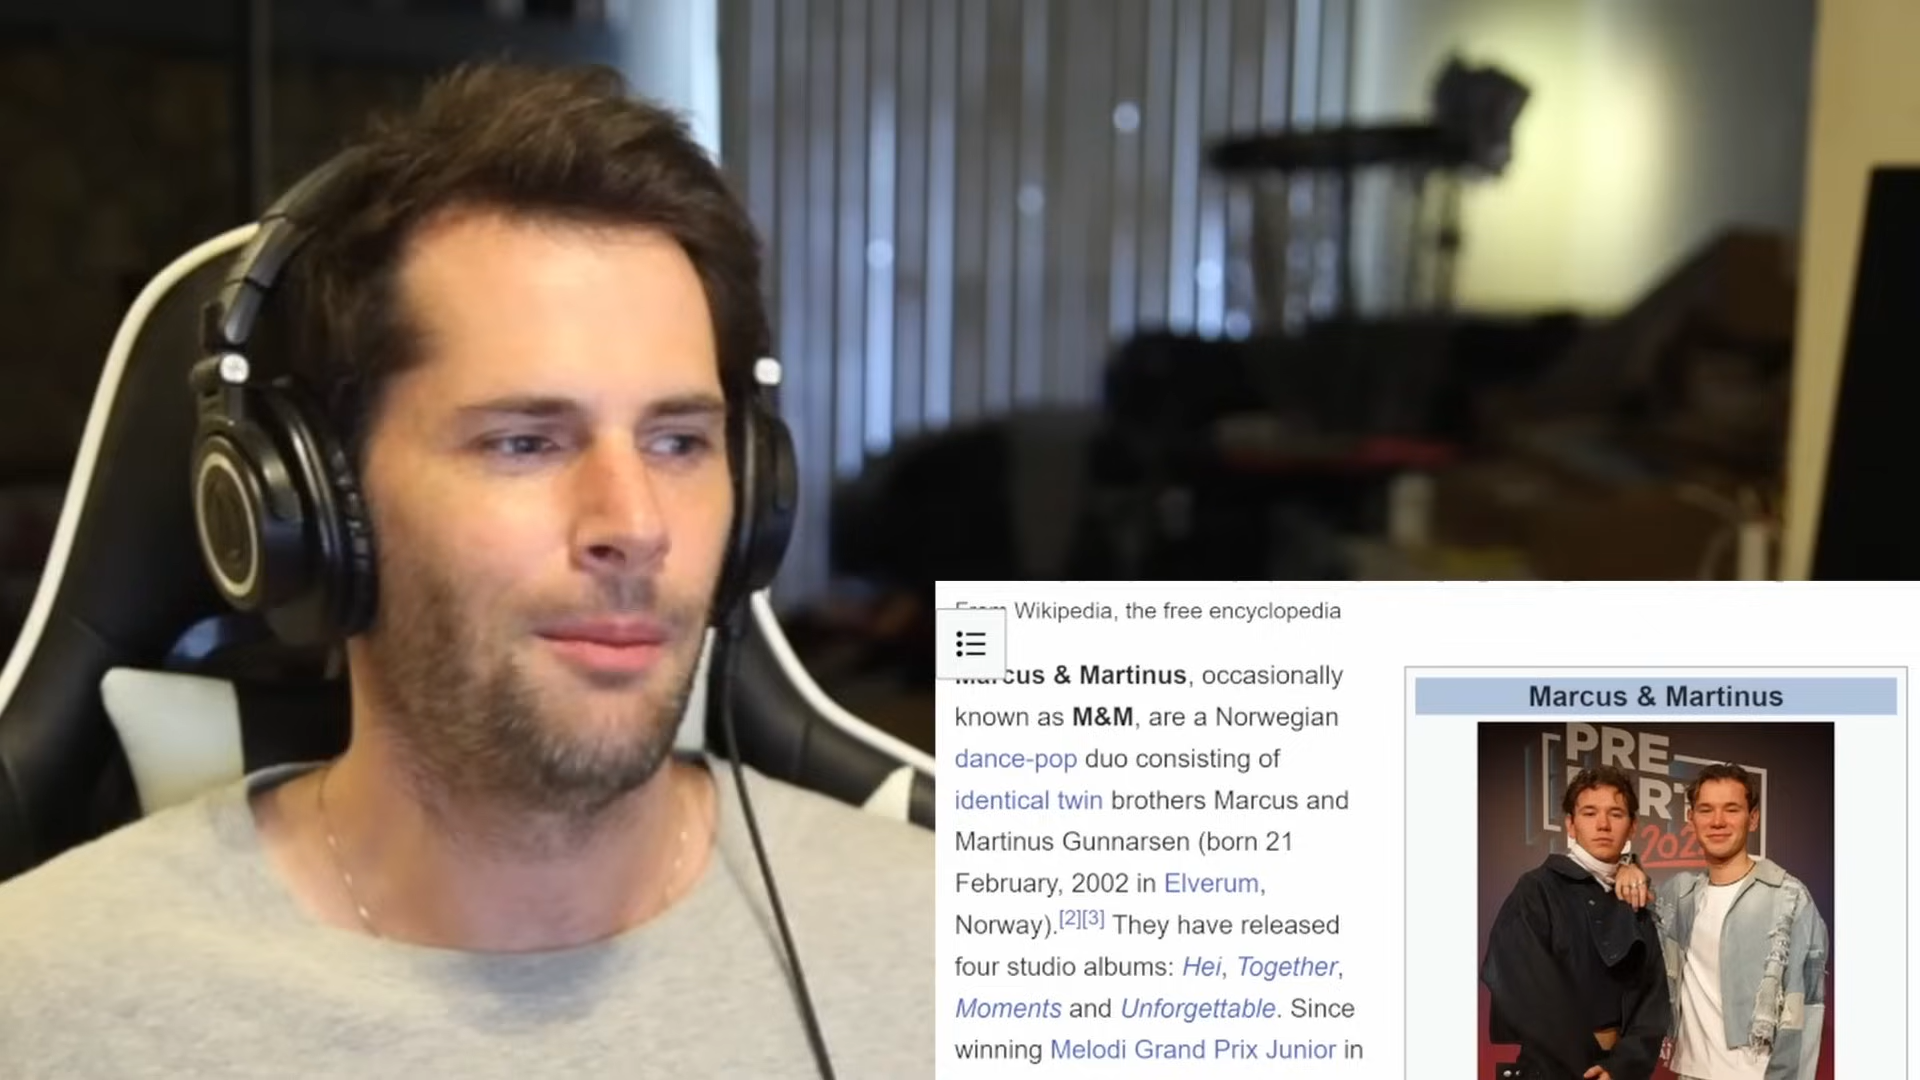 Wikipedia, the free encyclopedia
Marcus & Martinus, occasionally
known as M&M, are a Norwegian
dance-pop duo consisting of
identical twin brothers Marcus and
Martinus Gunnarsen (born 21
February, 2002 in Elverum,
Norway).[2][3] They have released
four studio albums: Hei, Together,
Moments and Unforgettable. Since
winning Melodi Grand Prix Junior in
Marcus & Martinus
PRE